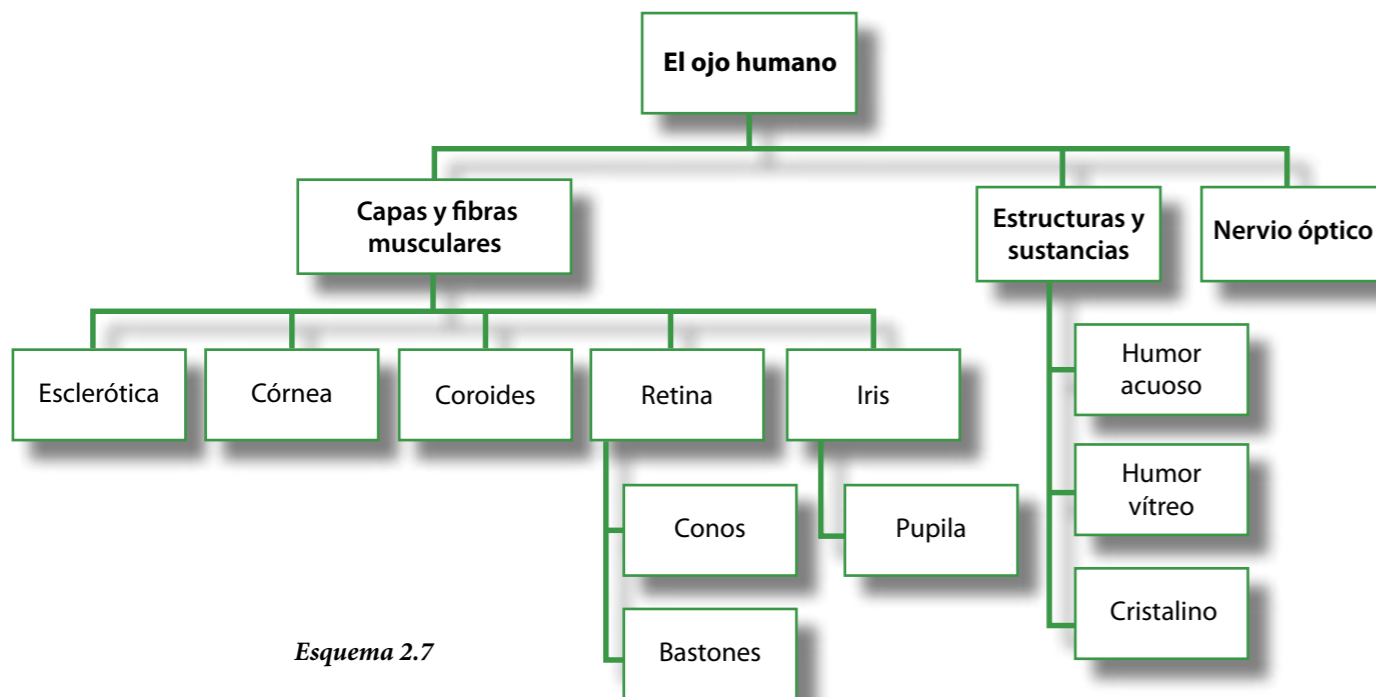 El ojo humano
Capas y fibras
musculares
Estructuras y
sustancias
Nervio óptico
Esclerótica
Córnea
Coroides
Retina
Iris
Humor
acuoso
Conos
Pupila
Humor
vítreo
Bastones
Cristalino
Esquema 2.7